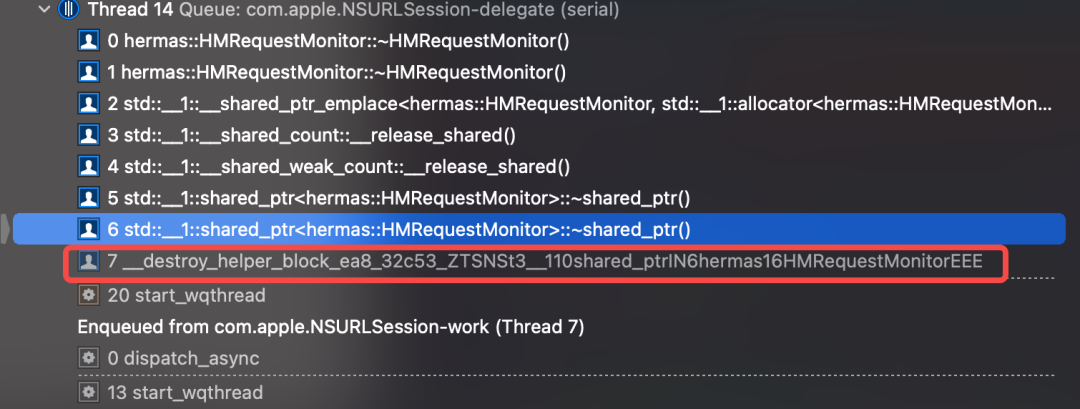 Thread 14 Queue: com.apple.NSURLSession-delegate (serial)
0 hermas::HMRequestMonitor::~HMRequestMonitor()
1 hermas::HMRequestMonitor::~HMRequestMonitor()
2 std::__1::__shared_ptr_emplace<hermas::HMRequestMonitor, std::__1::allocator<hermas::HMRequestMon...
3 std::__1::__shared_count::__release_shared()
4 std::__1::__shared_weak_count::__release_shared()
5 std::__1::shared_ptr<hermas::HMRequestMonitor>::~shared_ptr()
6 std::__1::shared_ptr<hermas::HMRequestMonitor>::~shared_ptr()
7 __destroy_helper_block_ea8_32c53_ZTSNSt3__110shared_ptrIN6hermas16HMRequestMonitorEEE
20 start_wqthread
Enqueued from com.apple.NSURLSession-work (Thread 7)
0 dispatch_async
13 start_wqthread